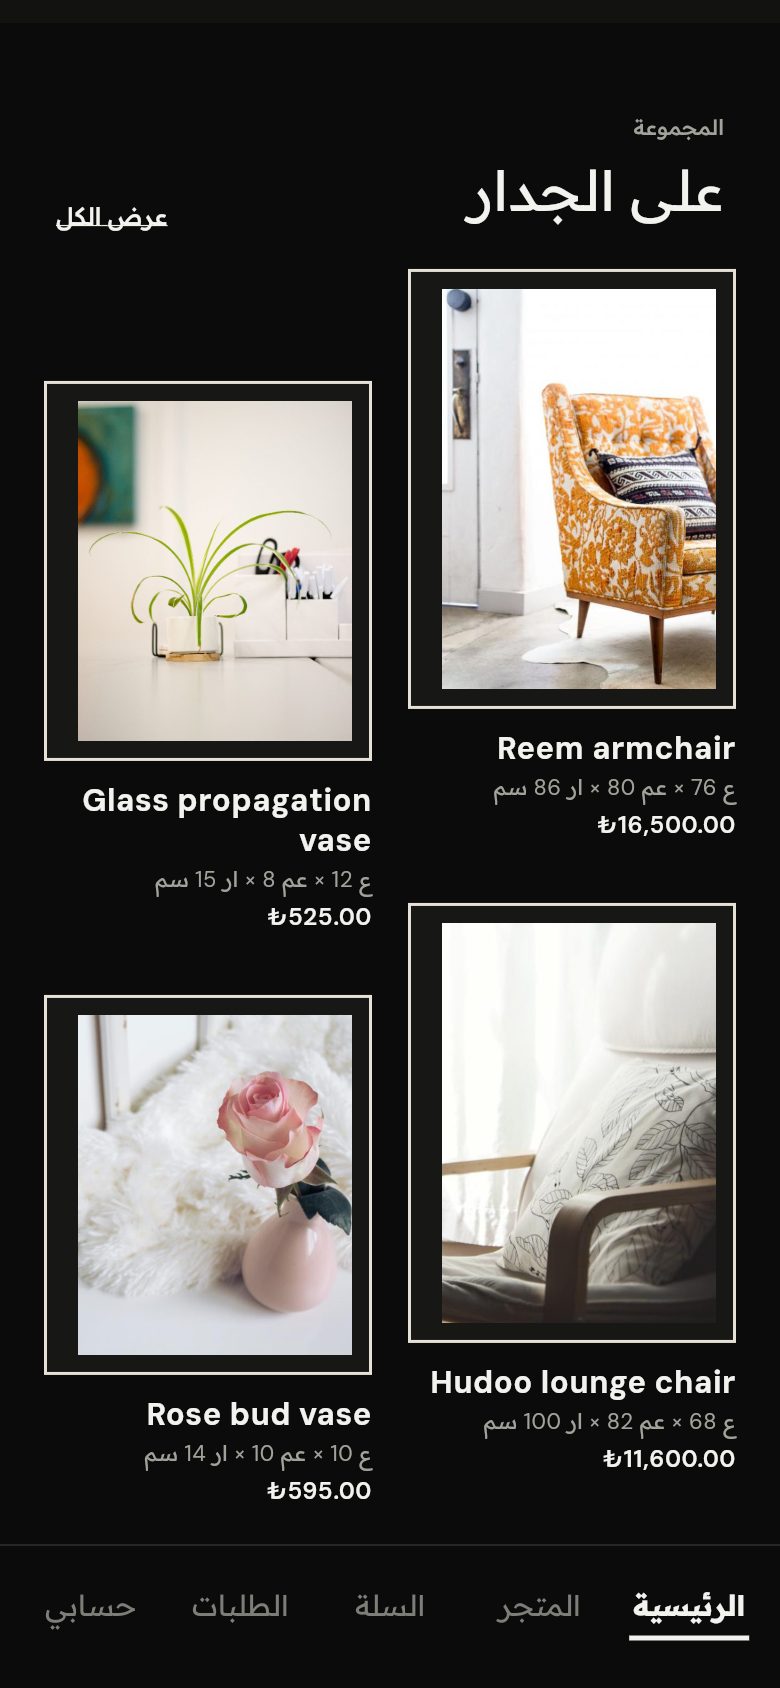 المجموعة
على الجدار
عرض الكل
Reem armchair
ع 76 × عم 80 × ار 86 سم
₺16,500.00
Glass propagation
vase
ع 12 × عم 8 × ار 15 سم
₺525.00
Hudoo lounge chair
ع 68 × عم 82 × ار 100 سم
₺11,600.00
Rose bud vase
ع 10 × عم 10 × ار 14 سم
₺595.00
الرئيسية
المتجر
السلة
الطلبات
حسابي